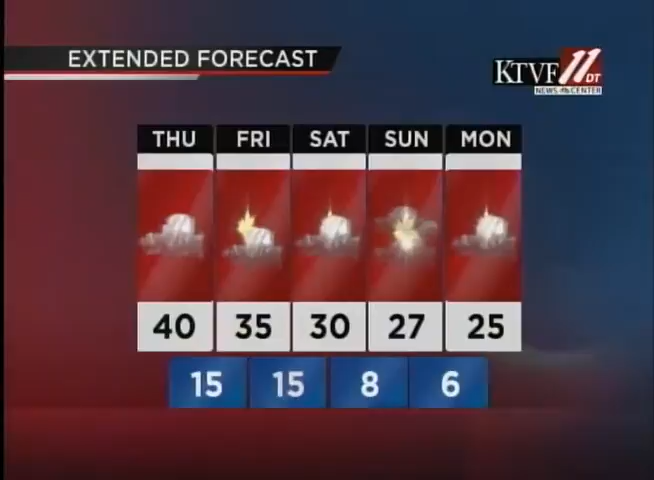 EXTENDED FORECAST
KTVF 11 DT
NEWS CENTER
THU FRI SAT SUN MON
40 35 30 27 25
15 15 8 6